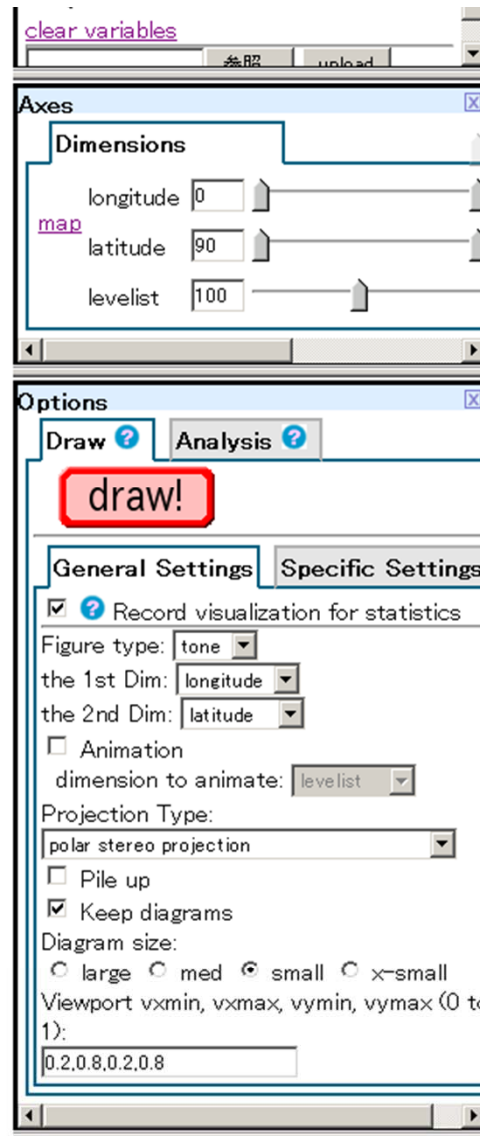 clear variables
参照 upload
Axes
Dimensions
longitude 0
map
latitude 90
levelist 100
Options
Draw ? Analysis ?
draw!
General Settings Specific Settings
? Record visualization for statistics
Figure type: tone
the 1st Dim: longitude
the 2nd Dim: latitude
Animation
dimension to animate: levelist
Projection Type:
polar stereo projection
Pile up
Keep diagrams
Diagram size:
large med small x-small
Viewport vxmin, vxmax, vymin, vymax (0 to
1):
0.2,0.8,0.2,0.8